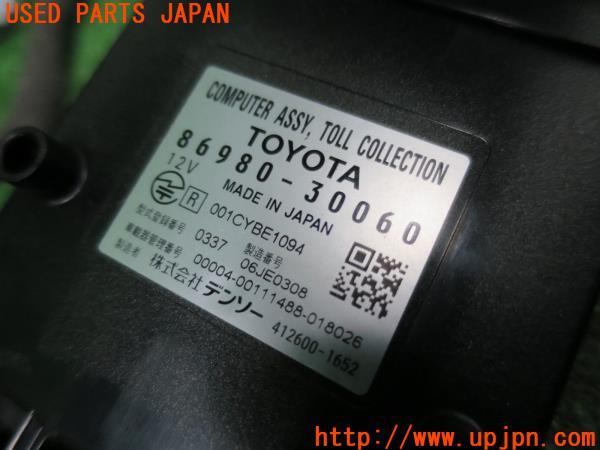 USED PARTS JAPAN
COMPUTER ASSY, TOLL COLLECTION
TOYOTA
86980-30060
12V
MADE IN JAPAN
R 001CYBE1094
型式登録番号 0337 製造番号 06JE0308
車載器管理番号 00004-00111488-018026
製造者 株式会社 デンソー
412600-1652
http://www.upjpn.com